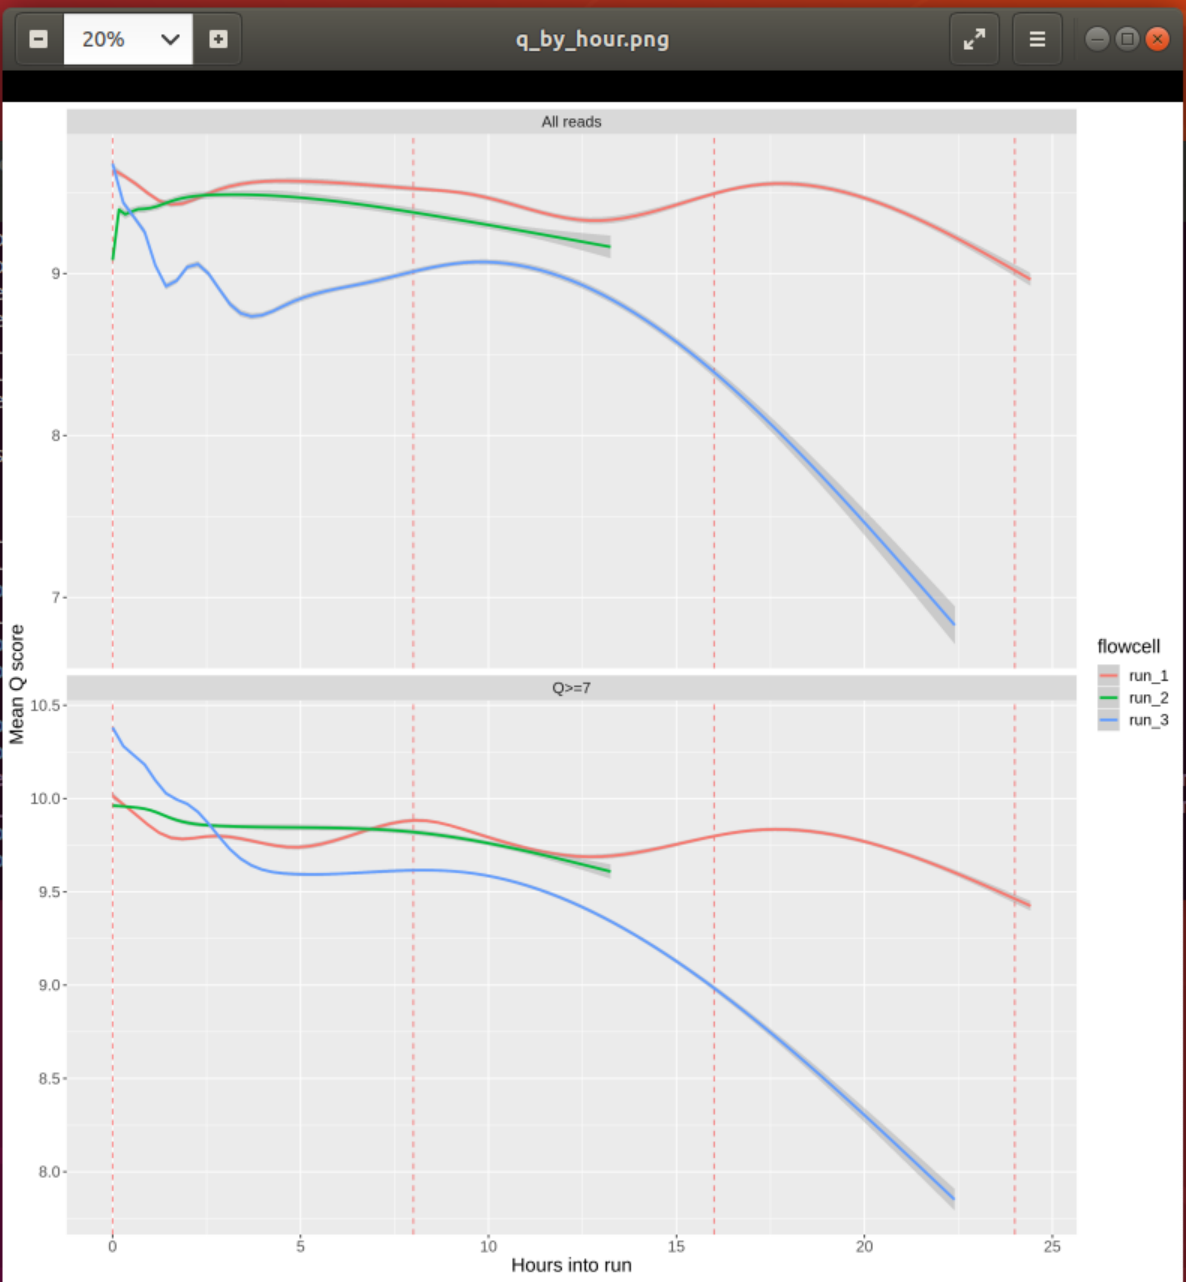 20%
q_by_hour.png
All reads
9
8
7
Mean Q score
Q>=7
10.5
10.0
9.5
9.0
8.5
8.0
0 5 10 15 20 25
Hours into run
flowcell
run_1
run_2
run_3